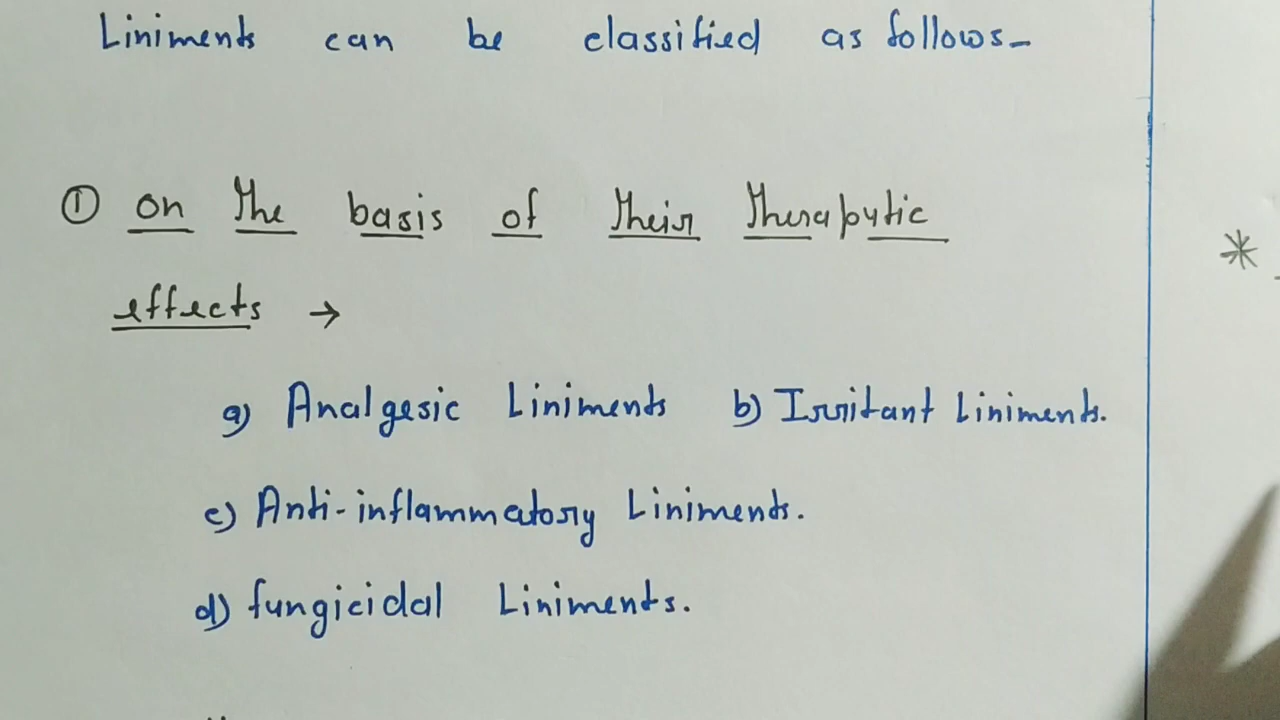 Liniments can be classified as follows-
① on the basis of their theraputic
effects →
a) Analgesic Liniments b) Irritant Liniments.
c) Anti-inflammatory Liniments.
d) fungicidal Liniments.
*